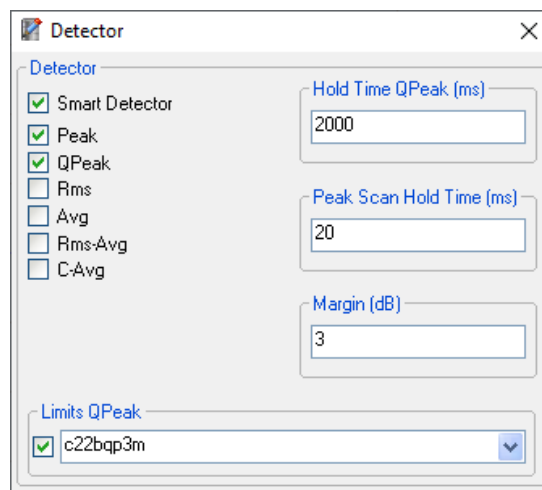 Detector
Detector
Smart Detector
Peak
QPeak
Rms
Avg
Rms-Avg
C-Avg
Hold Time QPeak (ms)
2000
Peak Scan Hold Time (ms)
20
Margin (dB)
3
Limits QPeak
c22bqp3m